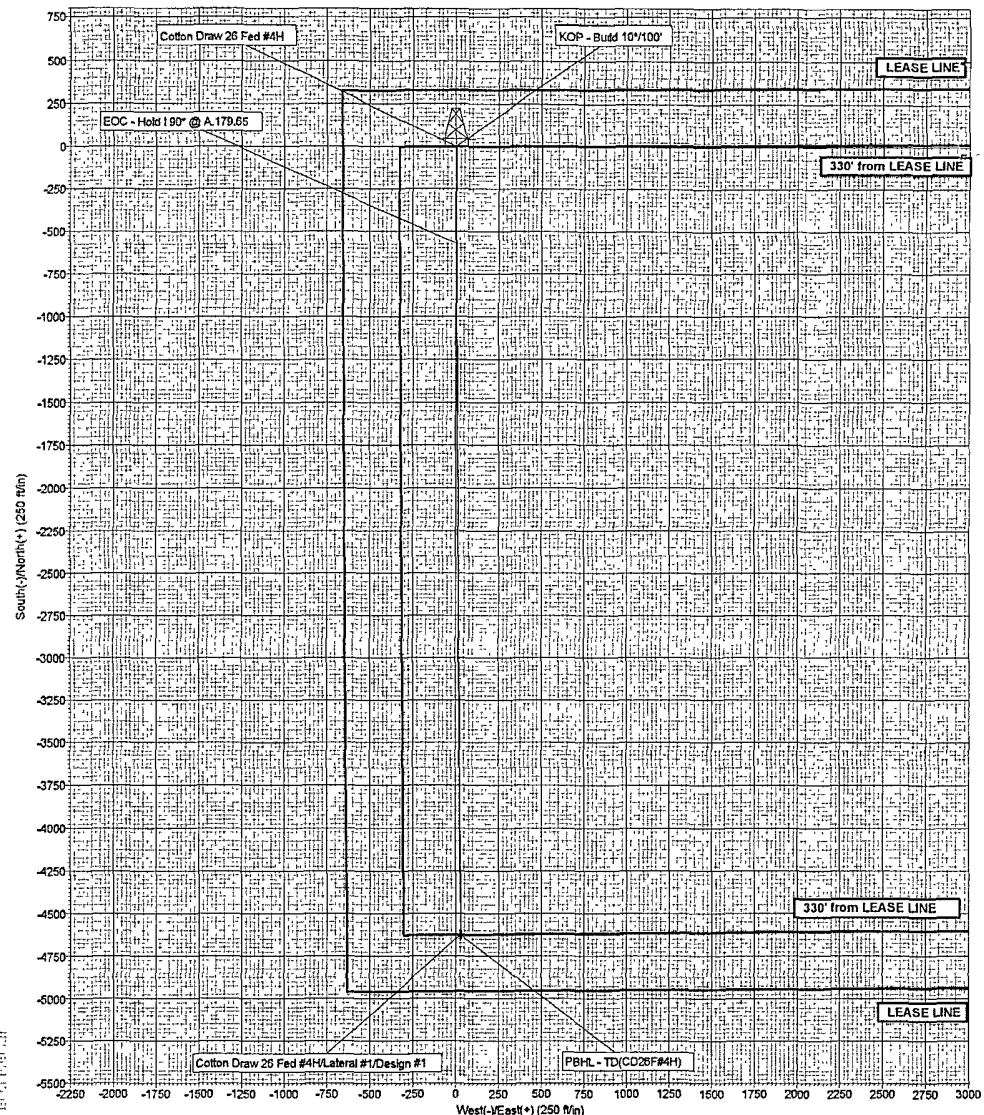 750
Cotton Draw 26 Fed #4H
KOP - Build 10°/100'
500
LEASE LINE
250
EOC - Hold I 90° @ A.179.65
0
330' from LEASE LINE
-250
-500
-750
-1000
-1250
-1500
-1750
-2000
South(-)/North(+) (250 ft/in)
-2250
-2500
-2750
-3000
-3250
-3500
-3750
-4000
-4250
-4500
330' from LEASE LINE
-4750
-5000
LEASE LINE
-5250
Cotton Draw 26 Fed #4H/Lateral #1/Design #1
PBHL - TD(CD26F#4H)
-5500
-2250 -2000 -1750 -1500 -1250 -1000 -750 -500 -250 0 250 500 750 1000 1250 1500 1750 2000 2250 2500 2750 3000
West(-)/East(+) (250 ft/in)